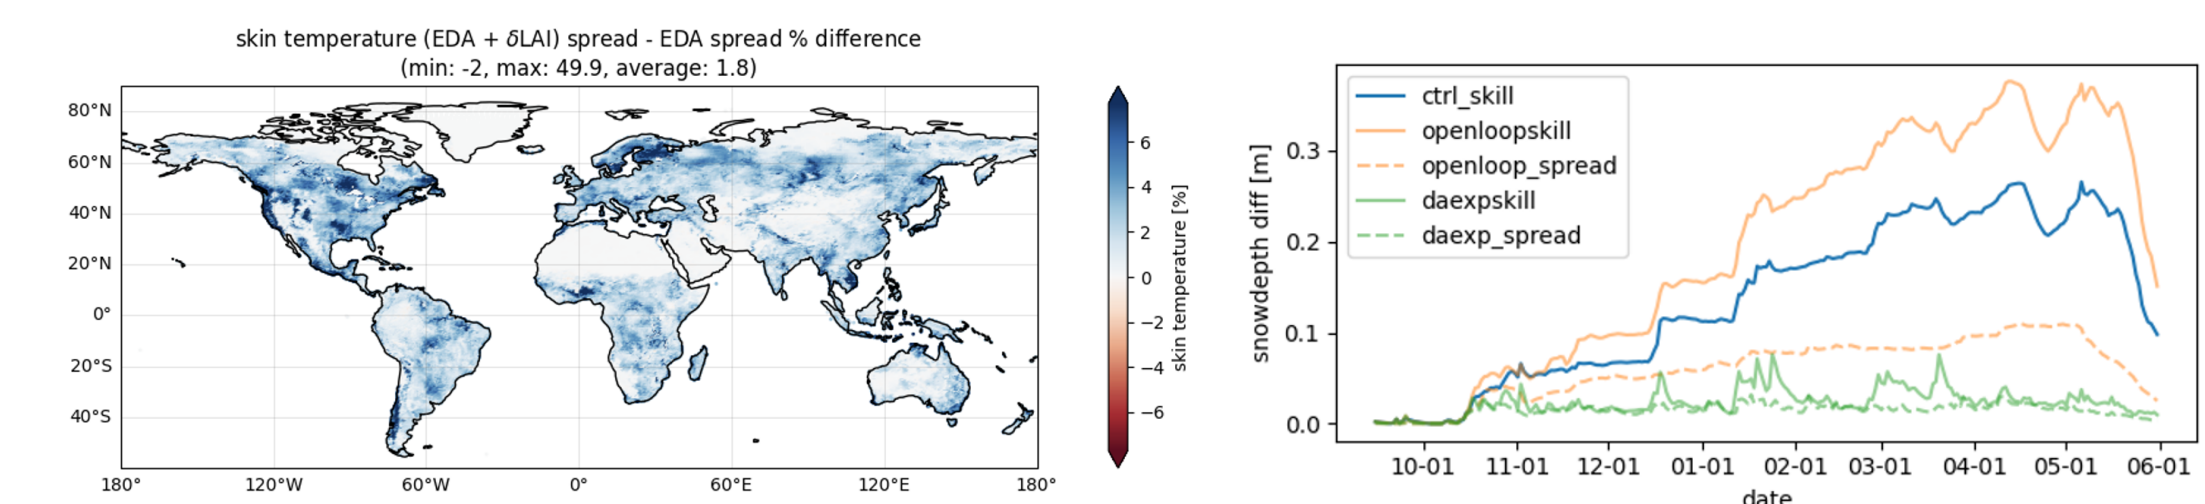 skin temperature (EDA + δLAI) spread - EDA spread % difference
(min: -2, max: 49.9, average: 1.8)
80°N
60°N
40°N
20°N
0°
20°S
40°S
180°
120°W
60°W
0°
60°E
120°E
180°
6
4
2
0
−2
−4
−6
skin temperature [%]
snowdepth diff [m]
0.3
0.2
0.1
0.0
ctrl_skill
openloopskill
openloop_spread
daexpskill
daexp_spread
10-01
11-01
12-01
01-01
02-01
03-01
04-01
05-01
06-01
date